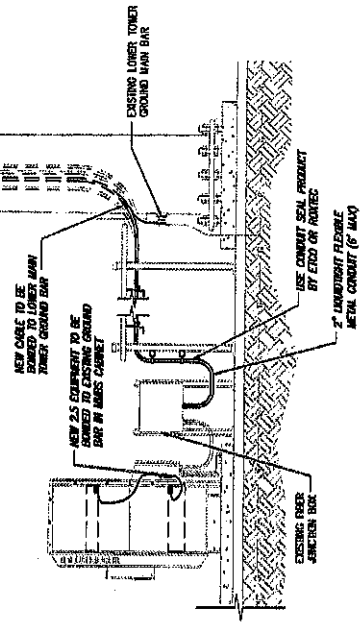 NEW CABLE TO BE
BONDED TO LOWER MAIN
TOWER GROUND BAR
EXISTING LOWER TOWER
GROUND MAIN BAR
NEW 2.5 EQUIPMENT TO BE
BONDED TO EXISTING GROUND
BAR IN MMBS CABINET
USE CONDUIT SEAL PRODUCT
BY ETCO OR ROXTEC
2" LIQUIDTIGHT FLEXIBLE
METAL CONDUIT (6' MAX)
EXISTING FIBER
JUNCTION BOX